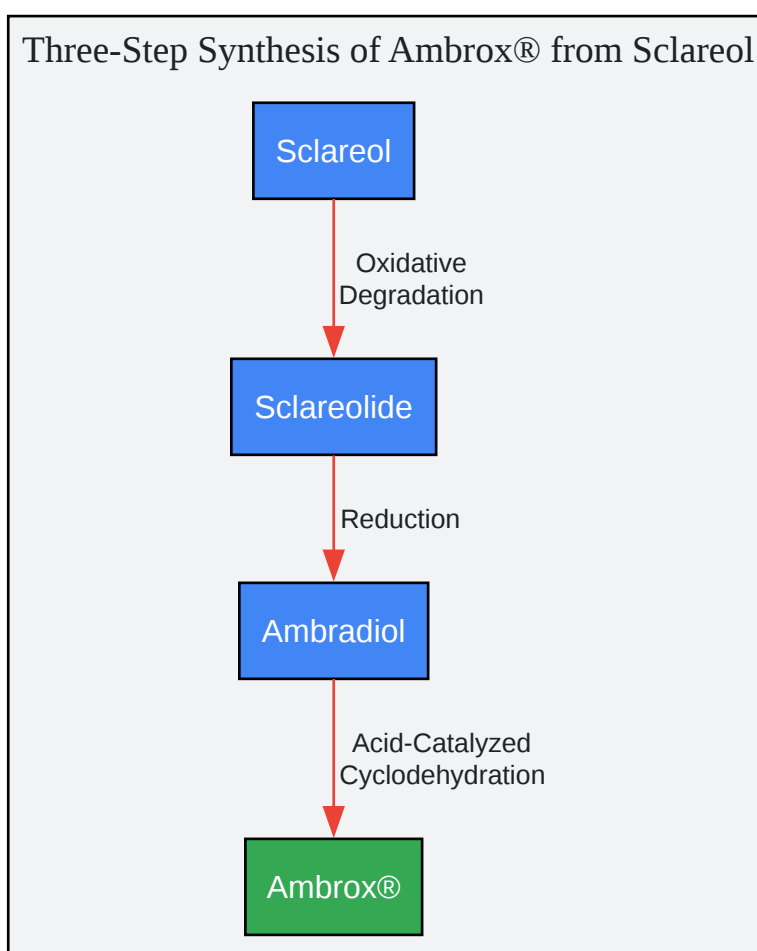 Three-Step Synthesis of Ambrox® from Sclareol
Sclareol
Oxidative
Degradation
Sclareolide
Reduction
Ambradiol
Acid-Catalyzed
Cyclodehydration
Ambrox®